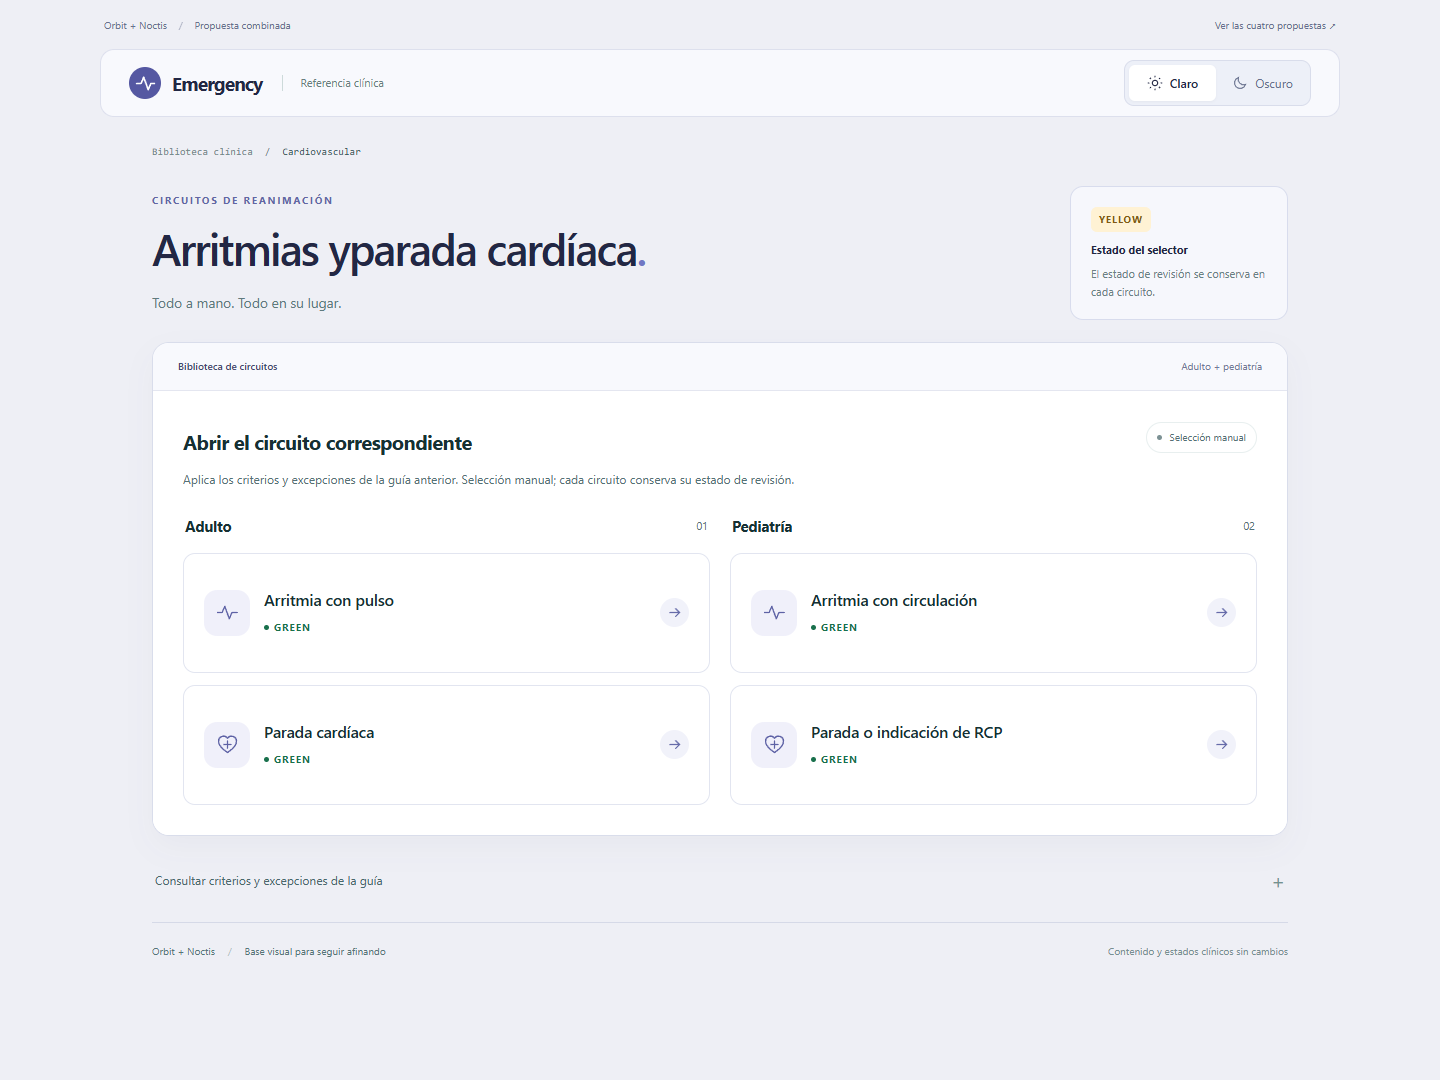 Orbit + Noctis / Propuesta combinada
Ver las cuatro propuestas ↗
Emergency
Referencia clínica
Claro
Oscuro
Biblioteca clínica / Cardiovascular
CIRCUITOS DE REANIMACIÓN
Arritmias yparada cardíaca.
Todo a mano. Todo en su lugar.
YELLOW
Estado del selector
El estado de revisión se conserva en
cada circuito.
Biblioteca de circuitos
Adulto + pediatría
Abrir el circuito correspondiente
Selección manual
Aplica los criterios y excepciones de la guía anterior. Selección manual; cada circuito conserva su estado de revisión.
Adulto
01
Arritmia con pulso
GREEN
Parada cardíaca
GREEN
Pediatría
02
Arritmia con circulación
GREEN
Parada o indicación de RCP
GREEN
Consultar criterios y excepciones de la guía
+
Orbit + Noctis / Base visual para seguir afinando
Contenido y estados clínicos sin cambios